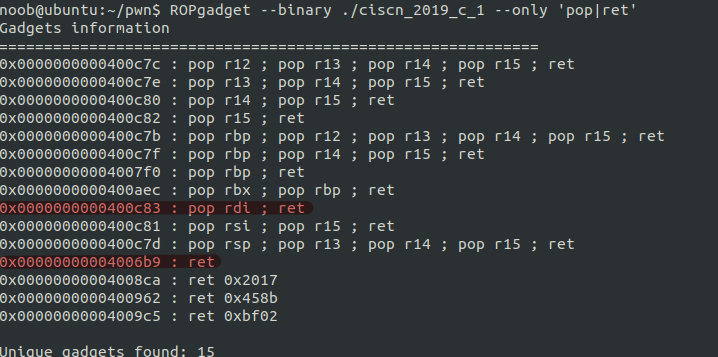 noob@ubuntu:~/pwn$ ROPgadget --binary ./ciscn_2019_c_1 --only 'pop|ret'
Gadgets information
============================================================
0x0000000000400c7c : pop r12 ; pop r13 ; pop r14 ; pop r15 ; ret
0x0000000000400c7e : pop r13 ; pop r14 ; pop r15 ; ret
0x0000000000400c80 : pop r14 ; pop r15 ; ret
0x0000000000400c82 : pop r15 ; ret
0x0000000000400c7b : pop rbp ; pop r12 ; pop r13 ; pop r14 ; pop r15 ; ret
0x0000000000400c7f : pop rbp ; pop r14 ; pop r15 ; ret
0x00000000004007f0 : pop rbp ; ret
0x0000000000400aec : pop rbx ; pop rbp ; ret
0x0000000000400c83 : pop rdi ; ret
0x0000000000400c81 : pop rsi ; pop r15 ; ret
0x0000000000400c7d : pop rsp ; pop r13 ; pop r14 ; pop r15 ; ret
0x00000000004006b9 : ret
0x00000000004008ca : ret 0x2017
0x0000000000400962 : ret 0x458b
0x00000000004009c5 : ret 0xbf02
Unique gadgets found: 15